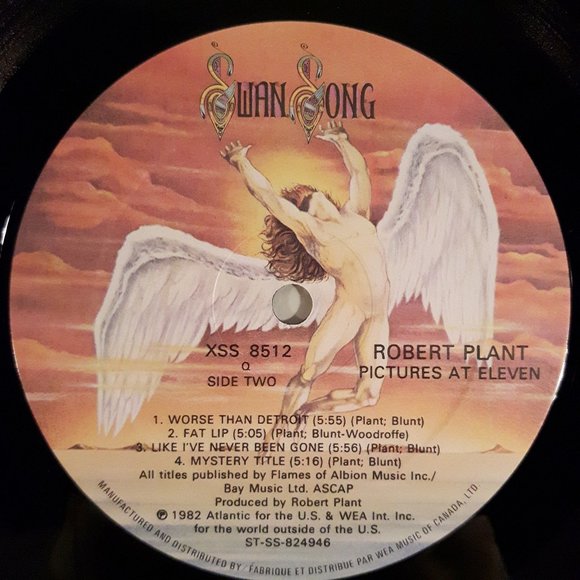 SWAN SONG
XSS 8512
Q
SIDE TWO
ROBERT PLANT
PICTURES AT ELEVEN
1. WORSE THAN DETROIT (5:55) (Plant; Blunt)
2. FAT LIP (5:05) (Plant; Blunt-Woodroffe)
3. LIKE I'VE NEVER BEEN GONE (5:56) (Plant; Blunt)
4. MYSTERY TITLE (5:16) (Plant; Blunt)
All titles published by Flames of Albion Music Inc./
Bay Music Ltd. ASCAP
Produced by Robert Plant
℗ 1982 Atlantic for the U.S. & WEA Int. Inc.
for the world outside of the U.S.
ST-SS-824946
MANUFACTURED AND DISTRIBUTED BY / FABRIQUE ET DISTRIBUE PAR WEA MUSIC OF CANADA, LTD.